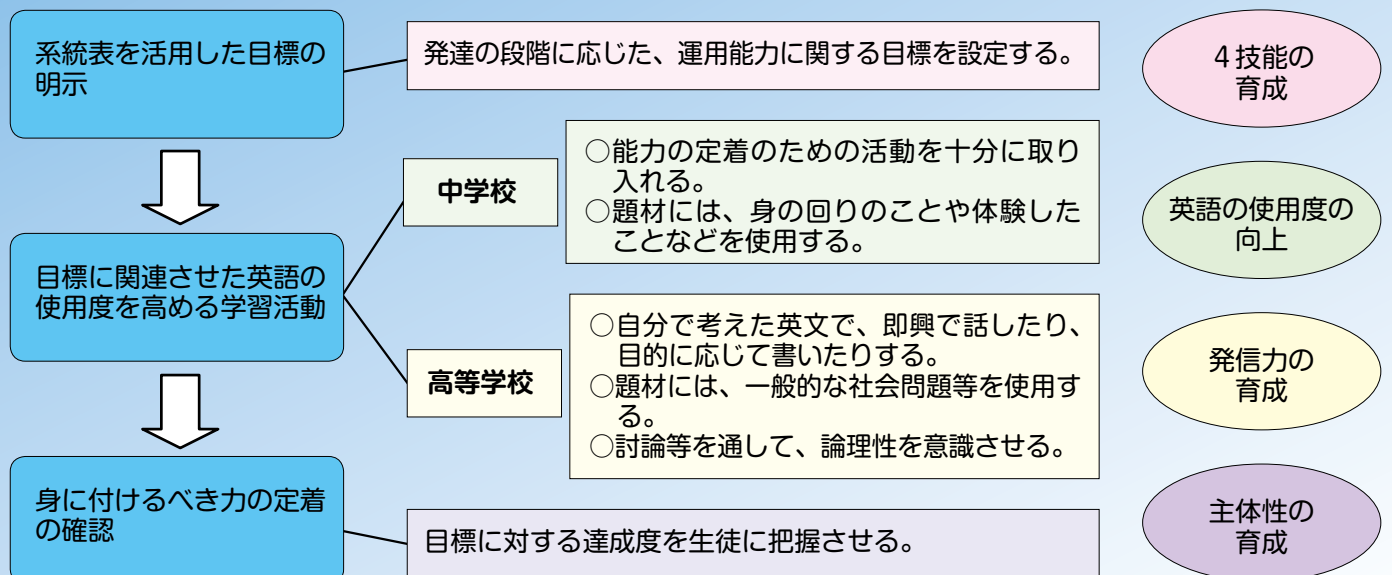 系統表を活用した目標の
明示
発達の段階に応じた、運用能力に関する目標を設定する。
4技能の
育成
中学校
○能力の定着のための活動を十分に取り
入れる。
○題材には、身の回りのことや体験した
ことなどを使用する。
英語の使用度の
向上
目標に関連させた英語の
使用度を高める学習活動
高等学校
○自分で考えた英文で、即興で話したり、
目的に応じて書いたりする。
○題材には、一般的な社会問題等を使用す
る。
○討論等を通して、論理性を意識させる。
発信力の
育成
身に付けるべき力の定着
の確認
目標に対する達成度を生徒に把握させる。
主体性の
育成